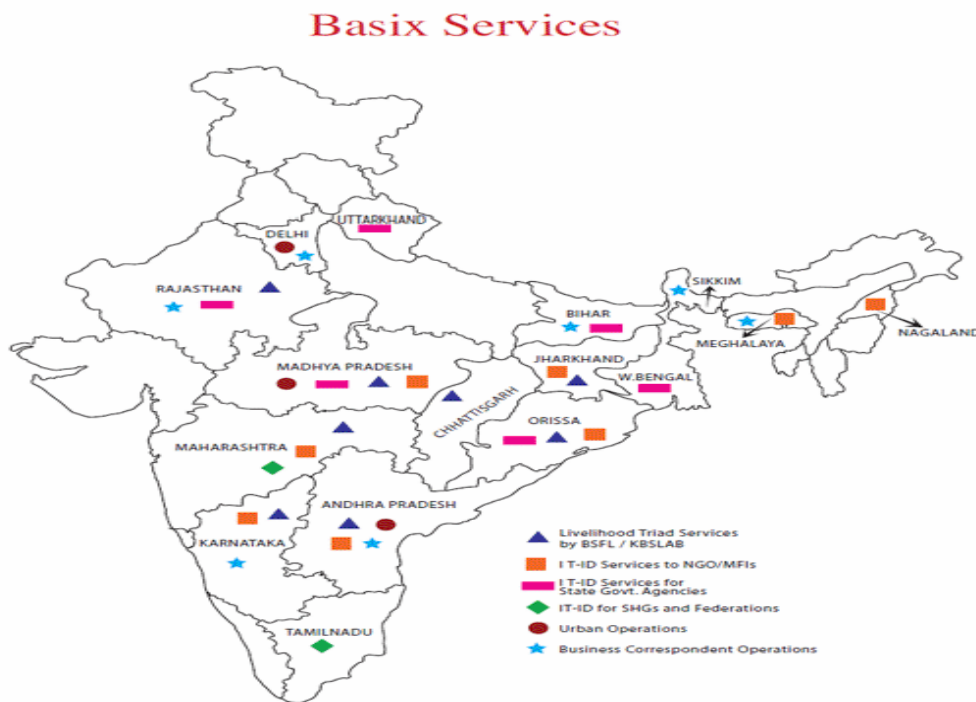 Basix Services
UTTARKHAND
DELHI
RAJASTHAN
SIKKIM
BIHAR
NAGALAND
MEGHALAYA
MADHYA PRADESH
JHARKHAND
W.BENGAL
CHHATTISGARH
ORISSA
MAHARASHTRA
ANDHRA PRADESH
KARNATAKA
TAMILNADU
Livelihood Triad Services
by BSFL / KBSLAB
I T-ID Services to NGO/MFIs
I T-ID Services for
State Govt. Agencies
IT-ID for SHGs and Federations
Urban Operations
Business Correspondent Operations